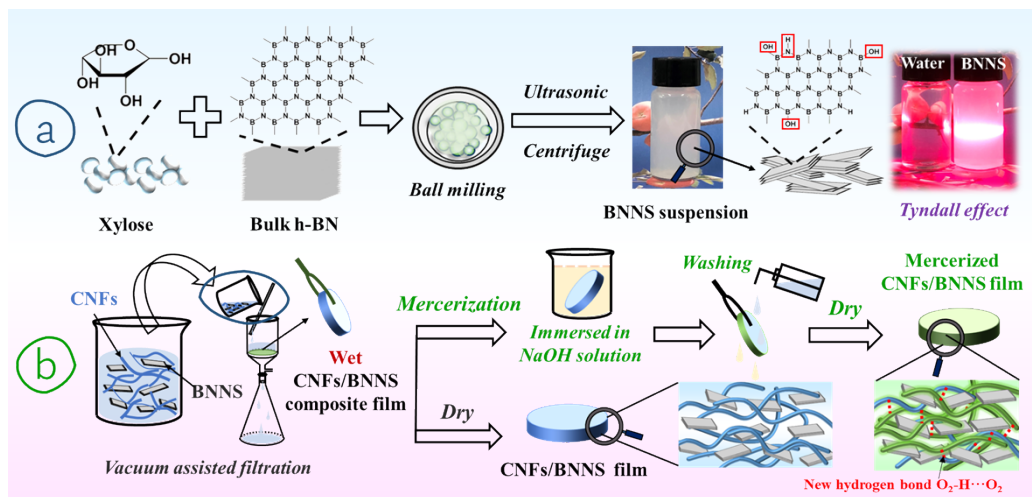 a
O
OH
OH
HO
OH
Xylose
Bulk h-BN
Ball milling
Ultrasonic
Centrifuge
BNNS suspension
OH
H
N
OH
OH
H
H
Water BNNS
Tyndall effect
b
CNFs
BNNS
Vacuum assisted filtration
Wet
CNFs/BNNS
composite film
Mercerization
Immersed in
NaOH solution
Washing
Dry
Mercerized
CNFs/BNNS film
Dry
CNFs/BNNS film
New hydrogen bond O₂-H···O₂